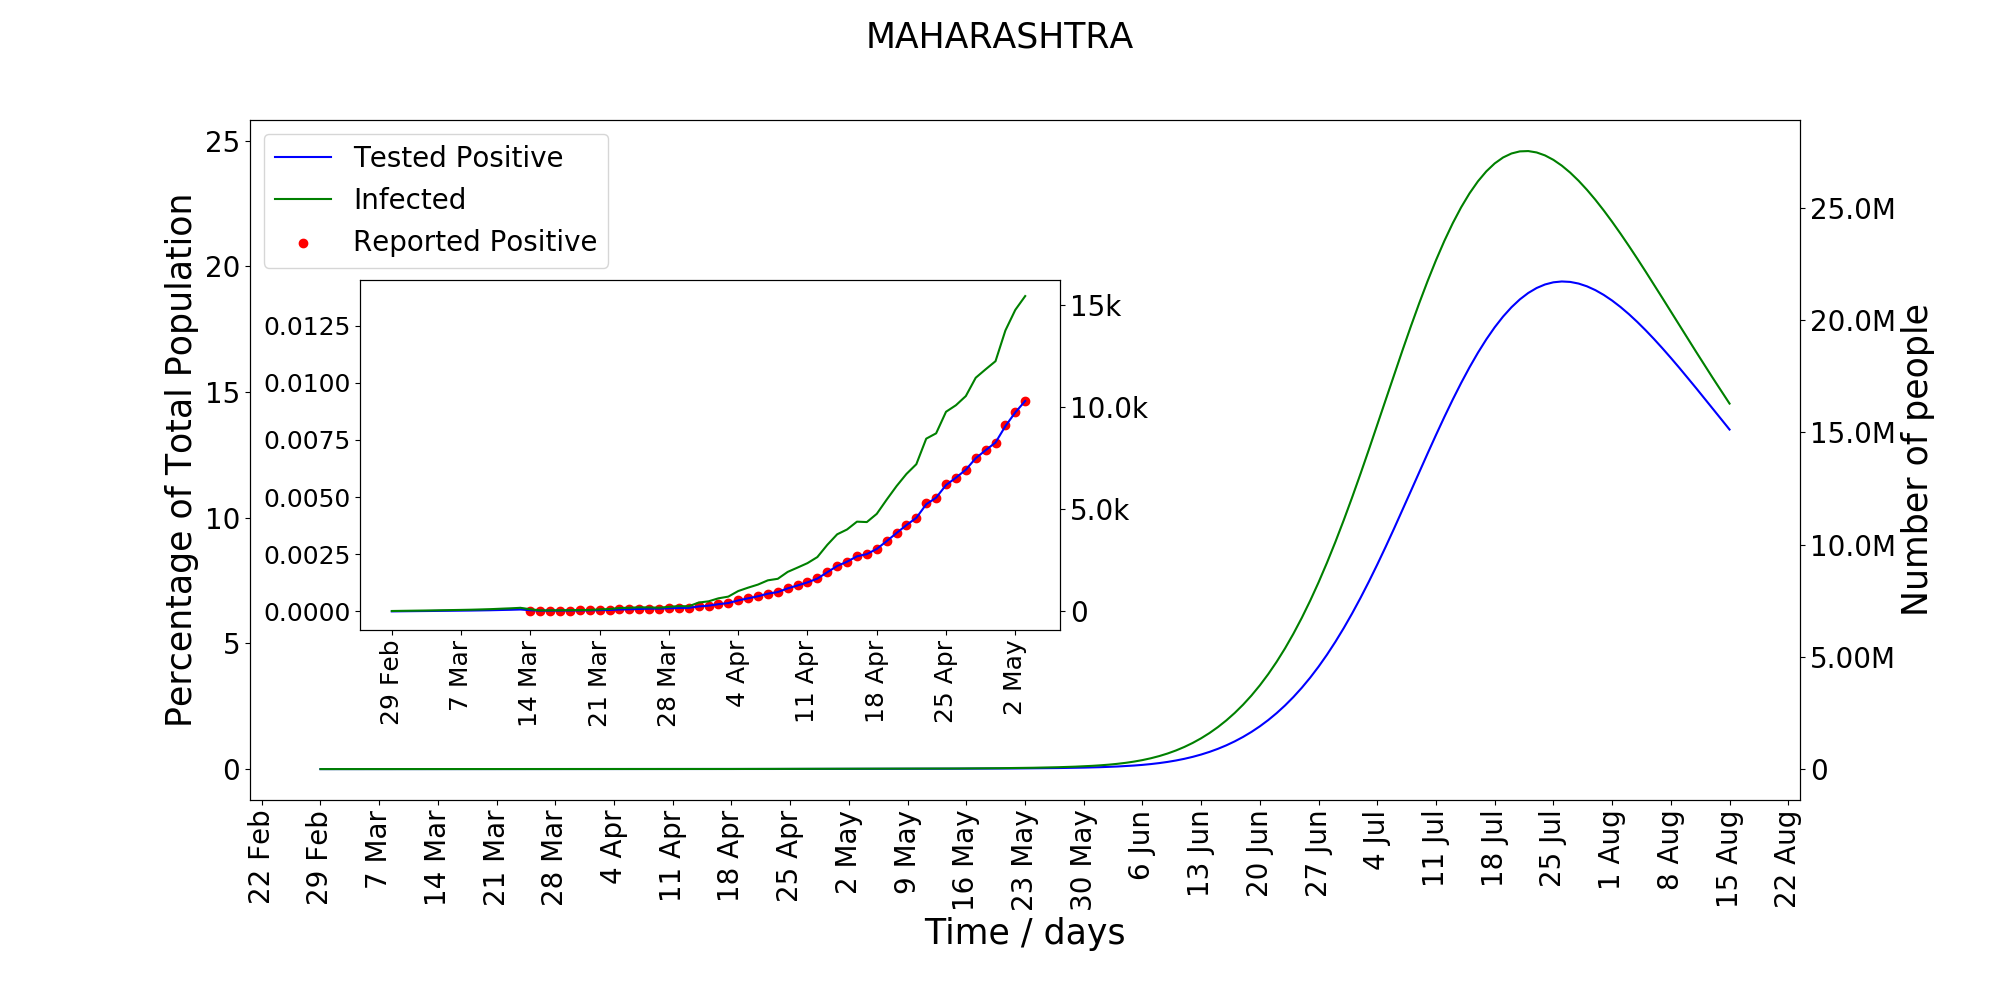 MAHARASHTRA
Tested Positive
Infected
Reported Positive
Percentage of Total Population
25
20
15
10
5
0
Number of people
25.0M
20.0M
15.0M
10.0M
5.00M
0
0.0125
0.0100
0.0075
0.0050
0.0025
0.0000
15k
10.0k
5.0k
0
29 Feb
7 Mar
14 Mar
21 Mar
28 Mar
4 Apr
11 Apr
18 Apr
25 Apr
2 May
22 Feb
29 Feb
7 Mar
14 Mar
21 Mar
28 Mar
4 Apr
11 Apr
18 Apr
25 Apr
2 May
9 May
16 May
23 May
30 May
6 Jun
13 Jun
20 Jun
27 Jun
4 Jul
11 Jul
18 Jul
25 Jul
1 Aug
8 Aug
15 Aug
22 Aug
Time / days